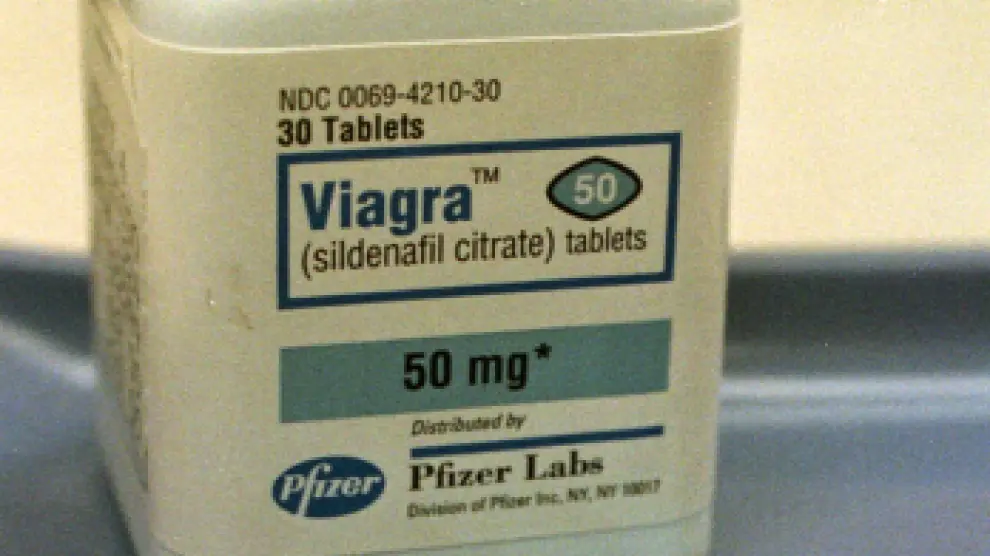 NDC 0069-4210-30
30 Tablets
Viagra™ 50
(sildenafil citrate) tablets
50 mg*
Distributed by
Pfizer Pfizer Labs
Division of Pfizer Inc, NY, NY 10017